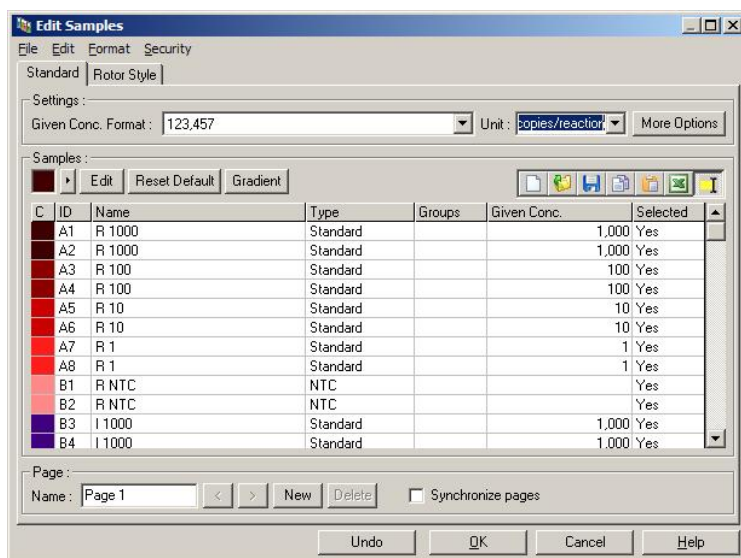 Edit Samples
File Edit Format Security
Standard Rotor Style
Settings :
Given Conc. Format : 123,457 Unit : copies/reaction More Options
Samples :
Edit Reset Default Gradient
C ID Name Type Groups Given Conc. Selected
A1 R 1000 Standard 1,000 Yes
A2 R 1000 Standard 1,000 Yes
A3 R 100 Standard 100 Yes
A4 R 100 Standard 100 Yes
A5 R 10 Standard 10 Yes
A6 R 10 Standard 10 Yes
A7 R 1 Standard 1 Yes
A8 R 1 Standard 1 Yes
B1 R NTC NTC Yes
B2 R NTC NTC Yes
B3 I 1000 Standard 1,000 Yes
B4 I 1000 Standard 1,000 Yes
Page :
Name : Page 1 < > New Delete Synchronize pages
Undo OK Cancel Help